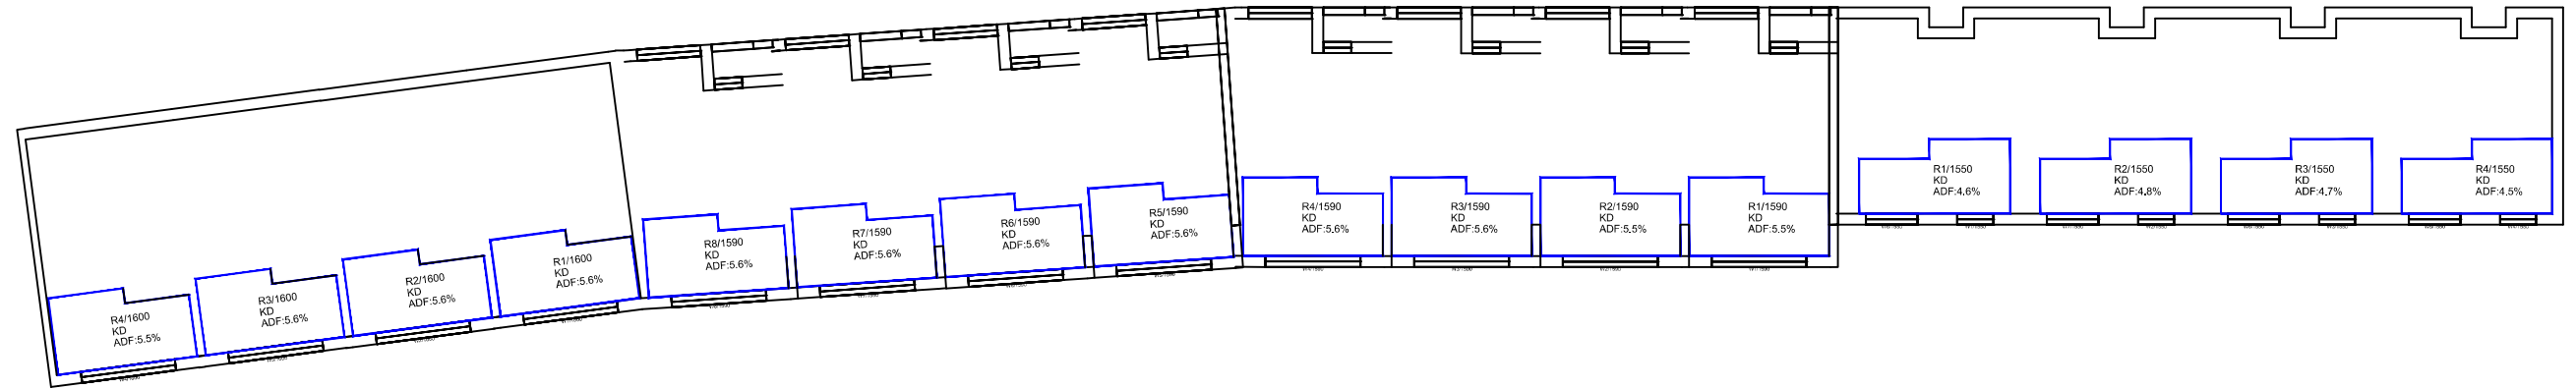 R4/1600
KD
ADF:5.5%
R3/1600
KD
ADF:5.6%
R2/1600
KD
ADF:5.6%
R1/1600
KD
ADF:5.6%
R8/1590
KD
ADF:5.6%
R7/1590
KD
ADF:5.6%
R6/1590
KD
ADF:5.6%
R5/1590
KD
ADF:5.6%
R4/1590
KD
ADF:5.6%
R3/1590
KD
ADF:5.6%
R2/1590
KD
ADF:5.5%
R1/1590
KD
ADF:5.5%
R1/1550
KD
ADF:4.6%
R2/1550
KD
ADF:4.8%
R3/1550
KD
ADF:4.7%
R4/1550
KD
ADF:4.5%